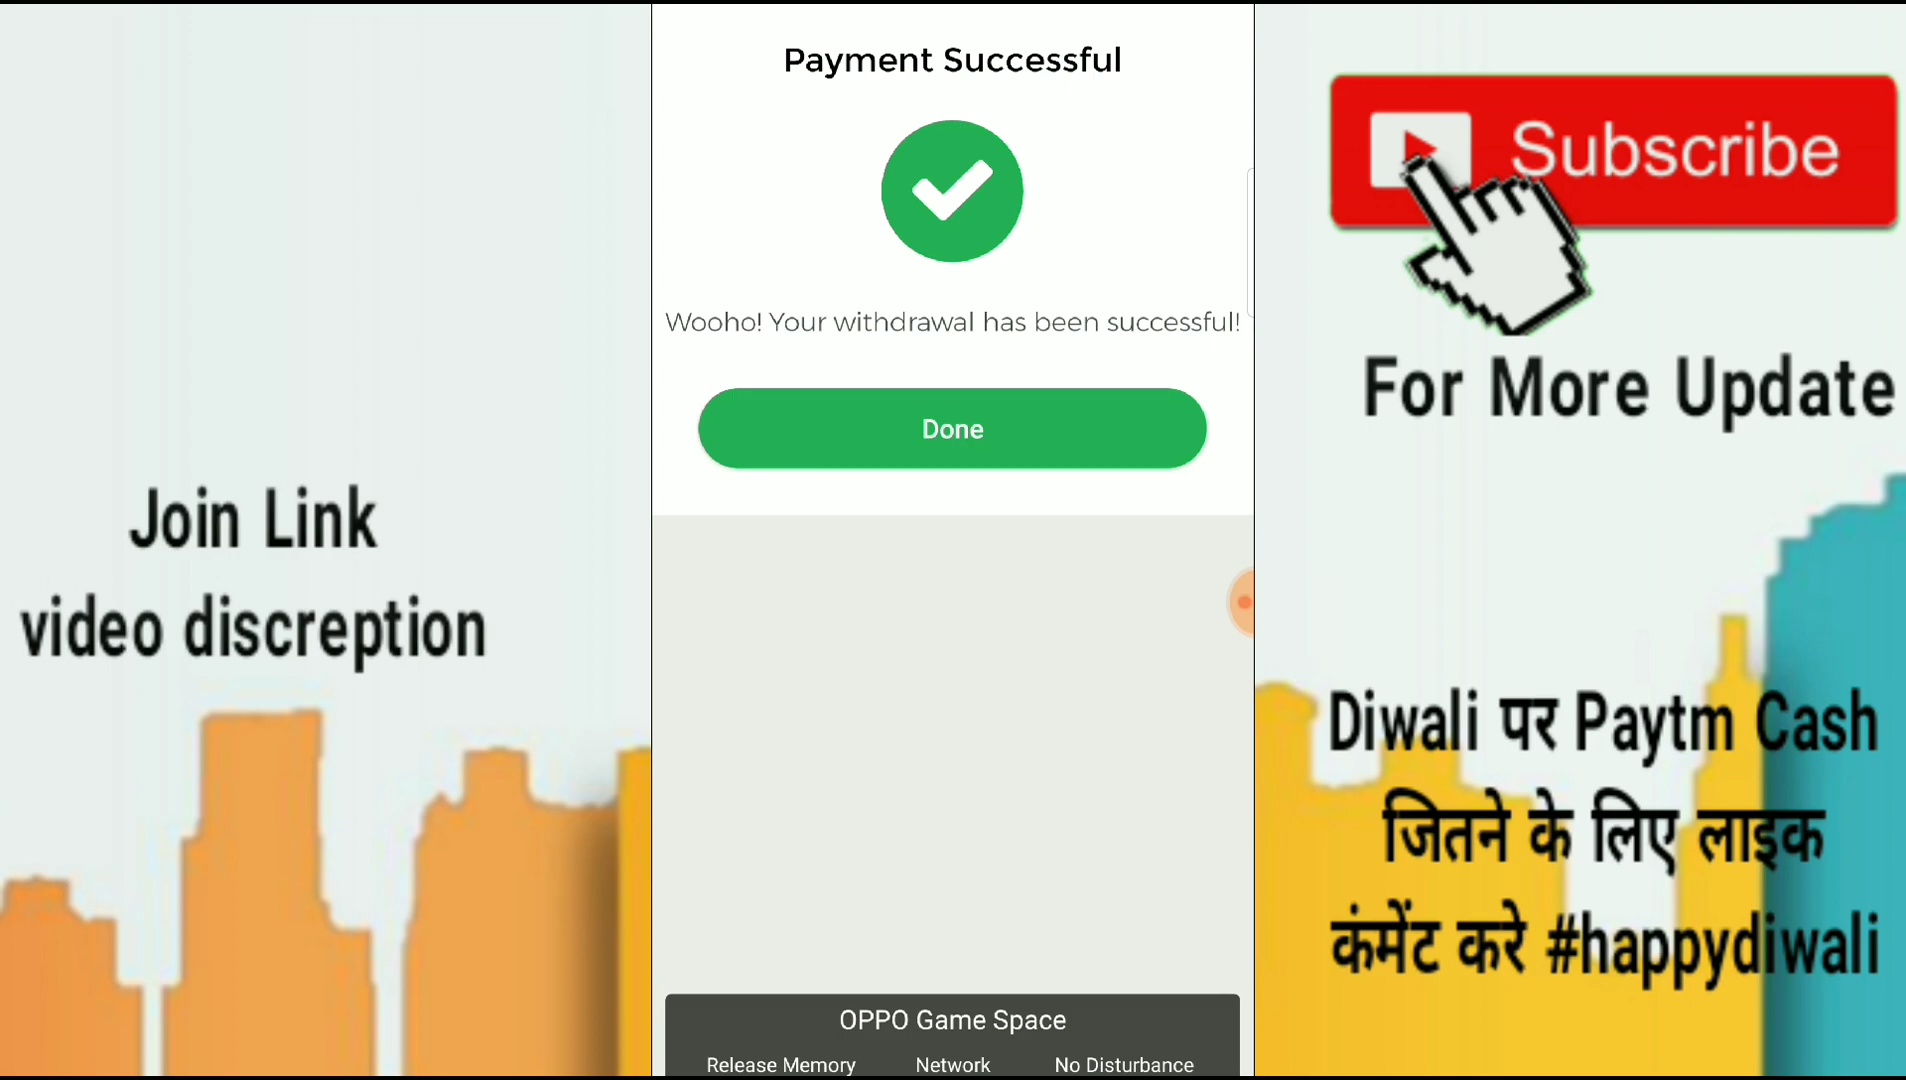 Payment Successful
Wooho! Your withdrawal has been successful!
Done
OPPO Game Space
Release Memory
Network
No Disturbance
Join Link
video discreption
Subscribe
For More Update
Diwali पर Paytm Cash
जितने के लिए लाइक
कंमेंट करे #happydiwali